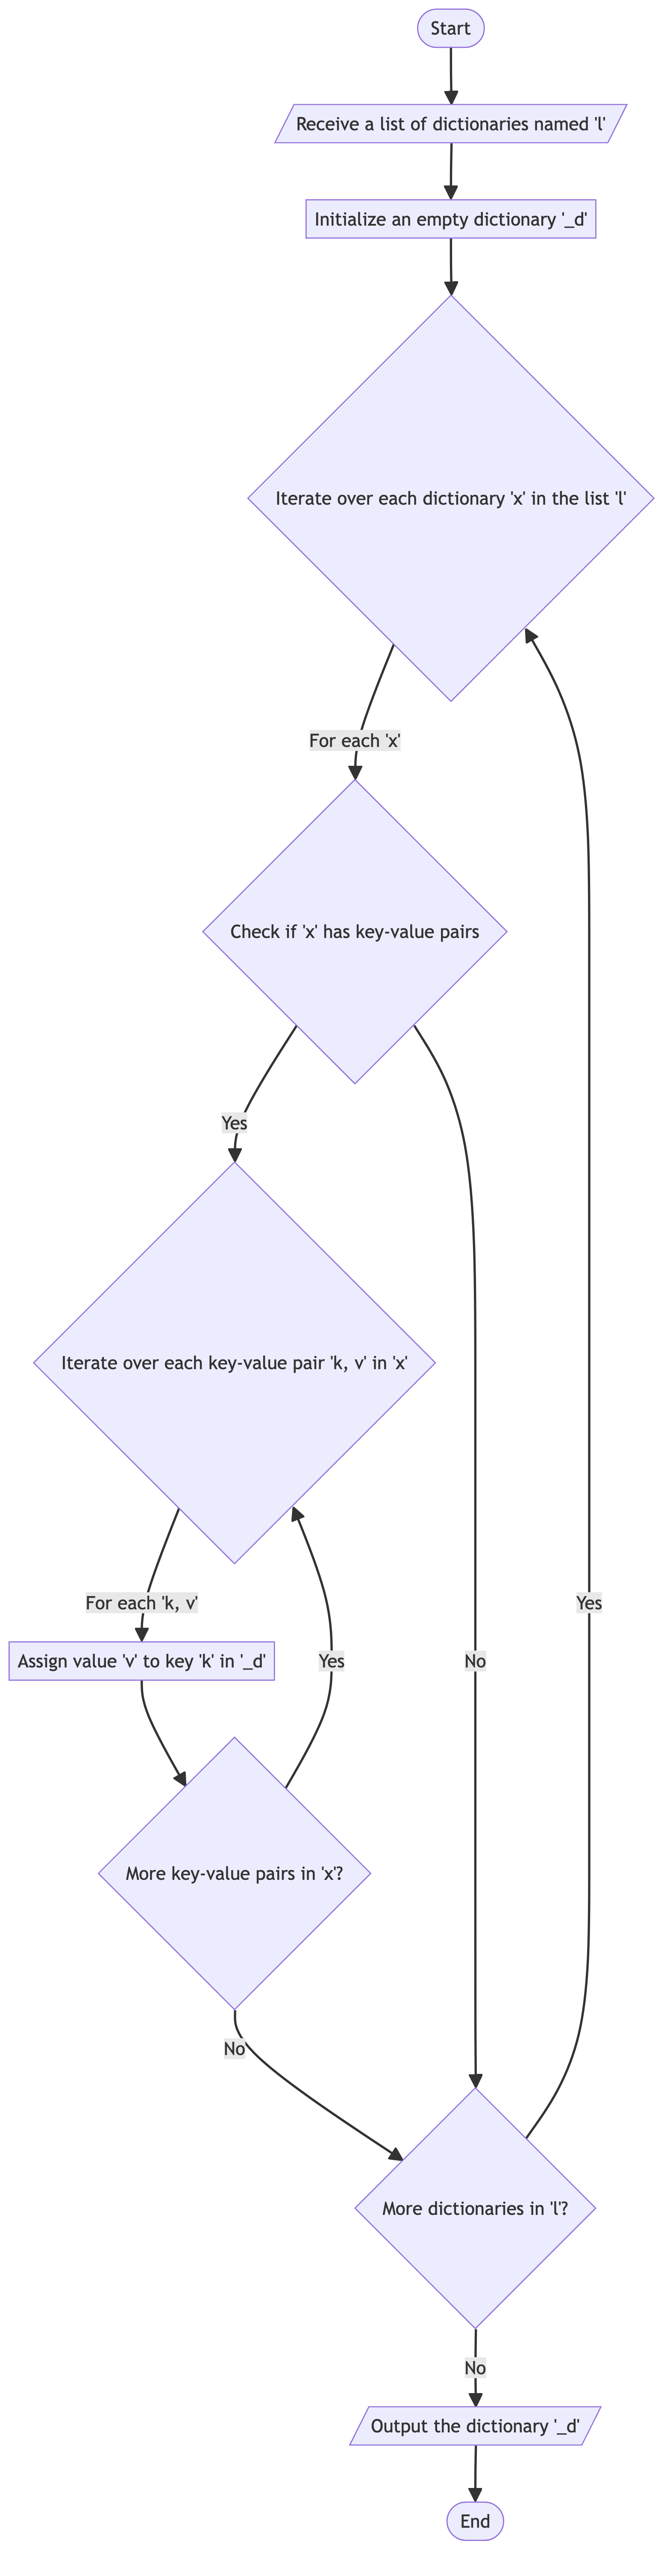 Start
Receive a list of dictionaries named 'l'
Initialize an empty dictionary '_d'
Iterate over each dictionary 'x' in the list 'l'
For each 'x'
Check if 'x' has key-value pairs
Yes
Iterate over each key-value pair 'k, v' in 'x'
For each 'k, v'
Yes
Assign value 'v' to key 'k' in '_d'
Yes
No
More key-value pairs in 'x'?
No
More dictionaries in 'l'?
No
Output the dictionary '_d'
End